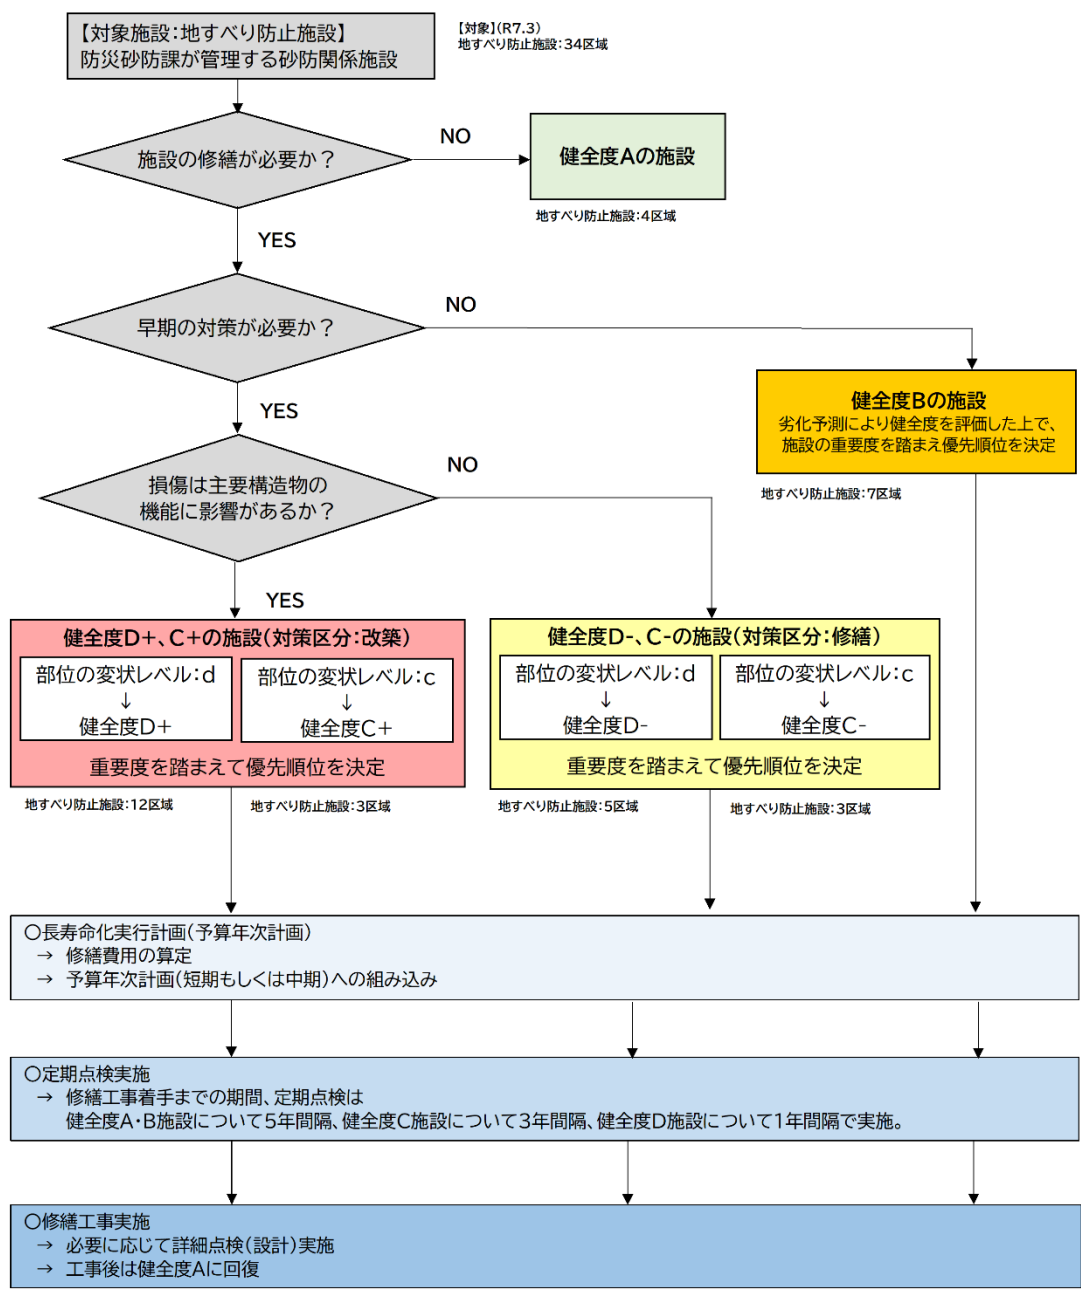 【対象施設：地すべり防止施設】
防災砂防課が管理する砂防関係施設
【対象】（R7.3）
地すべり防止施設：34区域
施設の修繕が必要か？
NO
健全度Aの施設
地すべり防止施設：4区域
YES
早期の対策が必要か？
NO
健全度Bの施設
劣化予測により健全度を評価した上で、
施設の重要度を踏まえ優先順位を決定
地すべり防止施設：7区域
YES
損傷は主要構造物の
機能に影響があるか？
NO
YES
健全度D+、C+の施設（対策区分：改築）
部位の変状レベル：d
↓
健全度D+
部位の変状レベル：c
↓
健全度C+
重要度を踏まえて優先順位を決定
地すべり防止施設：12区域
地すべり防止施設：3区域
健全度D-、C-の施設（対策区分：修繕）
部位の変状レベル：d
↓
健全度D-
部位の変状レベル：c
↓
健全度C-
重要度を踏まえて優先順位を決定
地すべり防止施設：5区域
地すべり防止施設：3区域
○長寿命化実行計画（予算年次計画）
→ 修繕費用の算定
→ 予算年次計画（短期もしくは中期）への組み込み
○定期点検実施
→ 修繕工事着手までの期間、定期点検は
健全度A・B施設について5年間隔、健全度C施設について3年間隔、健全度D施設について1年間隔で実施。
○修繕工事実施
→ 必要に応じて詳細点検（設計）実施
→ 工事後は健全度Aに回復